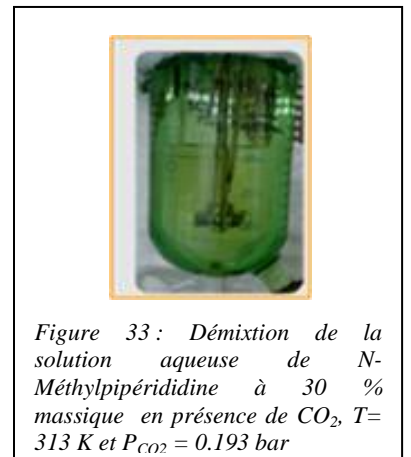 Figure 33 : Démixtion de la
solution aqueuse de N-
Méthylpipérididine à 30 %
massique en présence de CO2, T=
313 K et PCO2 = 0.193 bar